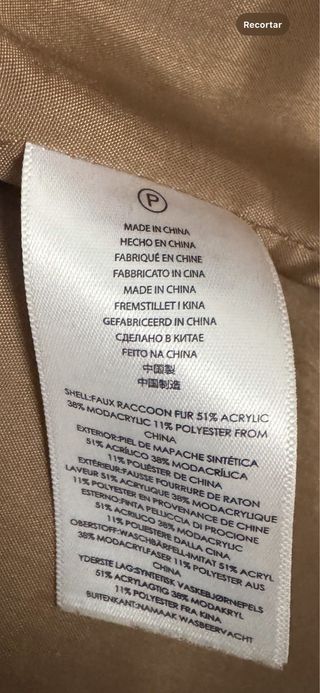 Recortar
P
MADE IN CHINA
HECHO EN CHINA
FABRIQUÉ EN CHINE
FABBRICATO IN CINA
MADE IN CHINA
FREMSTILLET I KINA
GEFABRICEERD IN CHINA
СДЕЛАНО В КИТАЕ
FEITO NA CHINA
中国製
中国制造
SHELL:FAUX RACCOON FUR 51% ACRYLIC
38% MODACRYLIC 11% POLYESTER FROM
CHINA
EXTERIOR:PIEL DE MAPACHE SINTÉTICA
51% ACRÍLICO 38% MODACRÍLICA
11% POLIÉSTER DE CHINA
EXTÉRIEUR:FAUSSE FOURRURE DE RATON
LAVEUR 51% ACRYLIQUE 38% MODACRYLIQUE
11% POLYESTER EN PROVENANCE DE CHINE
ESTERNO:FINTA PELLICCIA DI PROCIONE
51% ACRILICO 38% MODACRYLIC
11% POLIESTERE DALLA CINA
OBERSTOFF:WASCHBÄRFELL-IMITAT 51% ACRYL
38% MODACRYLFASER 11% POLYESTER AUS
CHINA
YDERSTE LAG:SYNTETISK VASKEBJØRNEPELS
51% ACRYLAGTIG 38% MODAKRYL
11% POLYESTER FRA KINA
BUITENKANT:NAMAAK WASBEERVACHT